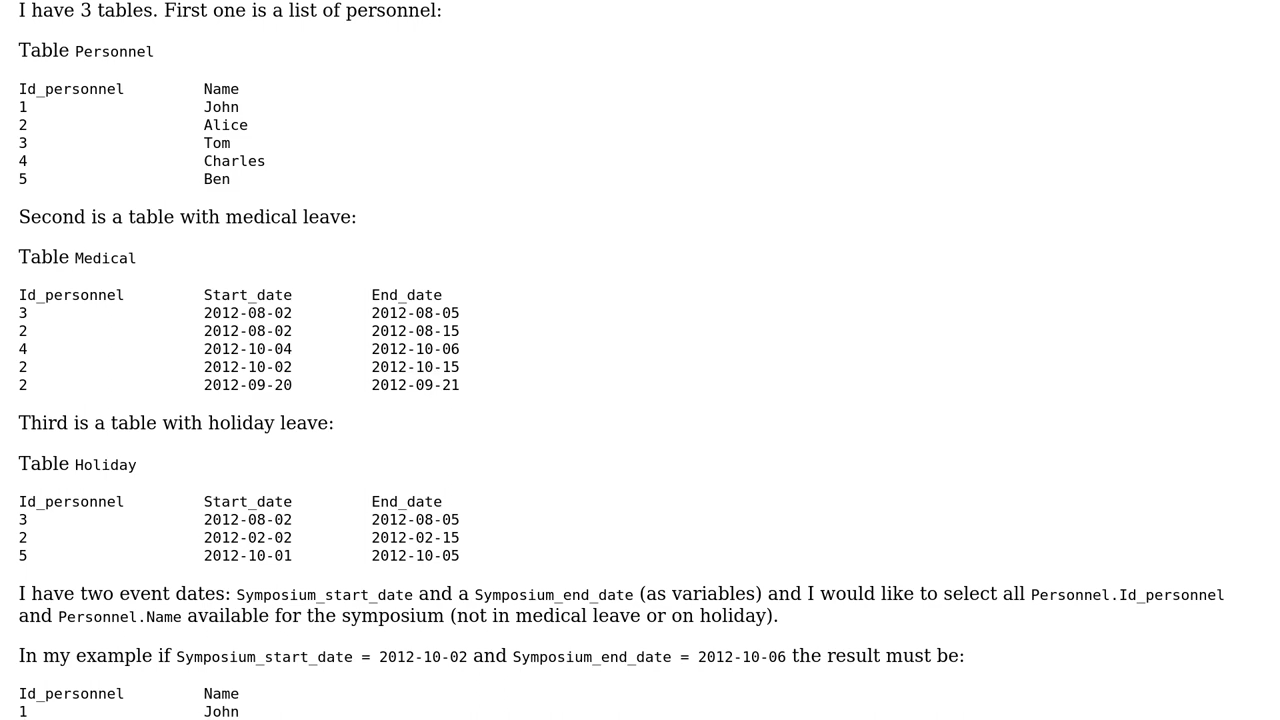 I have 3 tables. First one is a list of personnel:
Table Personnel
Id_personnel Name
1 John
2 Alice
3 Tom
4 Charles
5 Ben
Second is a table with medical leave:
Table Medical
Id_personnel Start_date End_date
3 2012-08-02 2012-08-05
2 2012-08-02 2012-08-15
4 2012-10-04 2012-10-06
2 2012-10-02 2012-10-15
2 2012-09-20 2012-09-21
Third is a table with holiday leave:
Table Holiday
Id_personnel Start_date End_date
3 2012-08-02 2012-08-05
2 2012-02-02 2012-02-15
5 2012-10-01 2012-10-05
I have two event dates: Symposium_start_date and a Symposium_end_date (as variables) and I would like to select all Personnel.Id_personnel
and Personnel.Name available for the symposium (not in medical leave or on holiday).
In my example if Symposium_start_date = 2012-10-02 and Symposium_end_date = 2012-10-06 the result must be:
Id_personnel Name
1 John